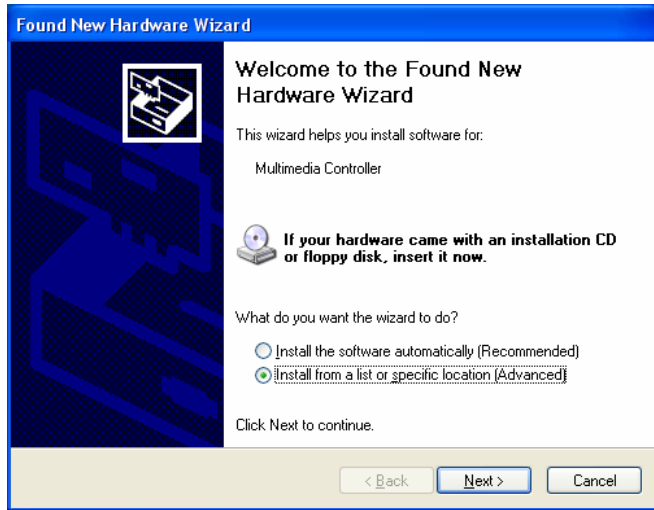 Found New Hardware Wizard
Welcome to the Found New
Hardware Wizard
This wizard helps you install software for:
Multimedia Controller
If your hardware came with an installation CD
or floppy disk, insert it now.
What do you want the wizard to do?
Install the software automatically (Recommended)
Install from a list or specific location (Advanced)
Click Next to continue.
< Back Next > Cancel